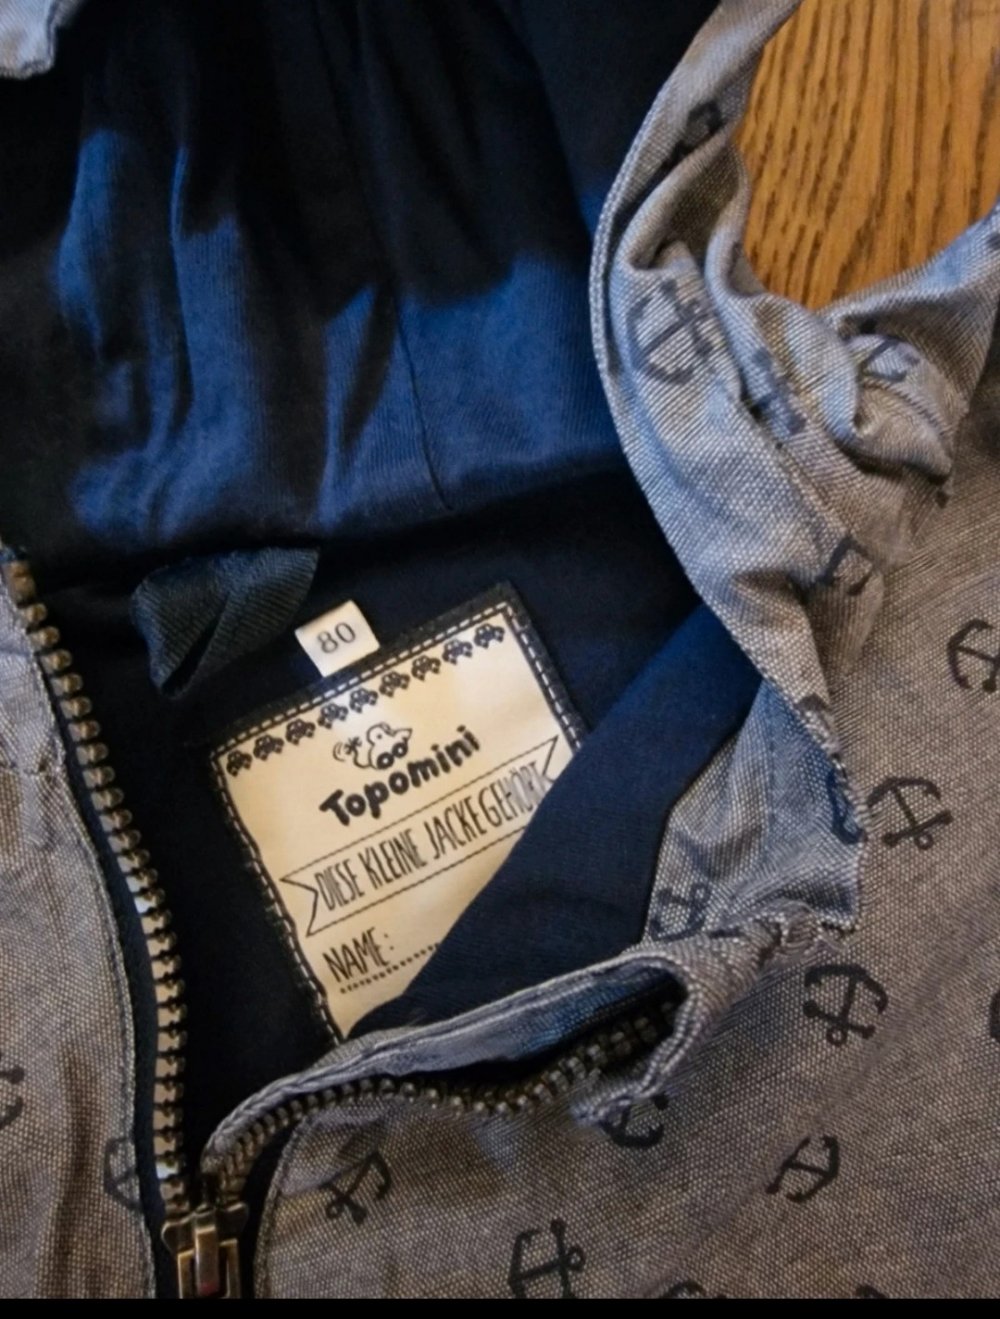 80
Topomini
DIESE KLEINE JACKE GEHÖRT
NAME: